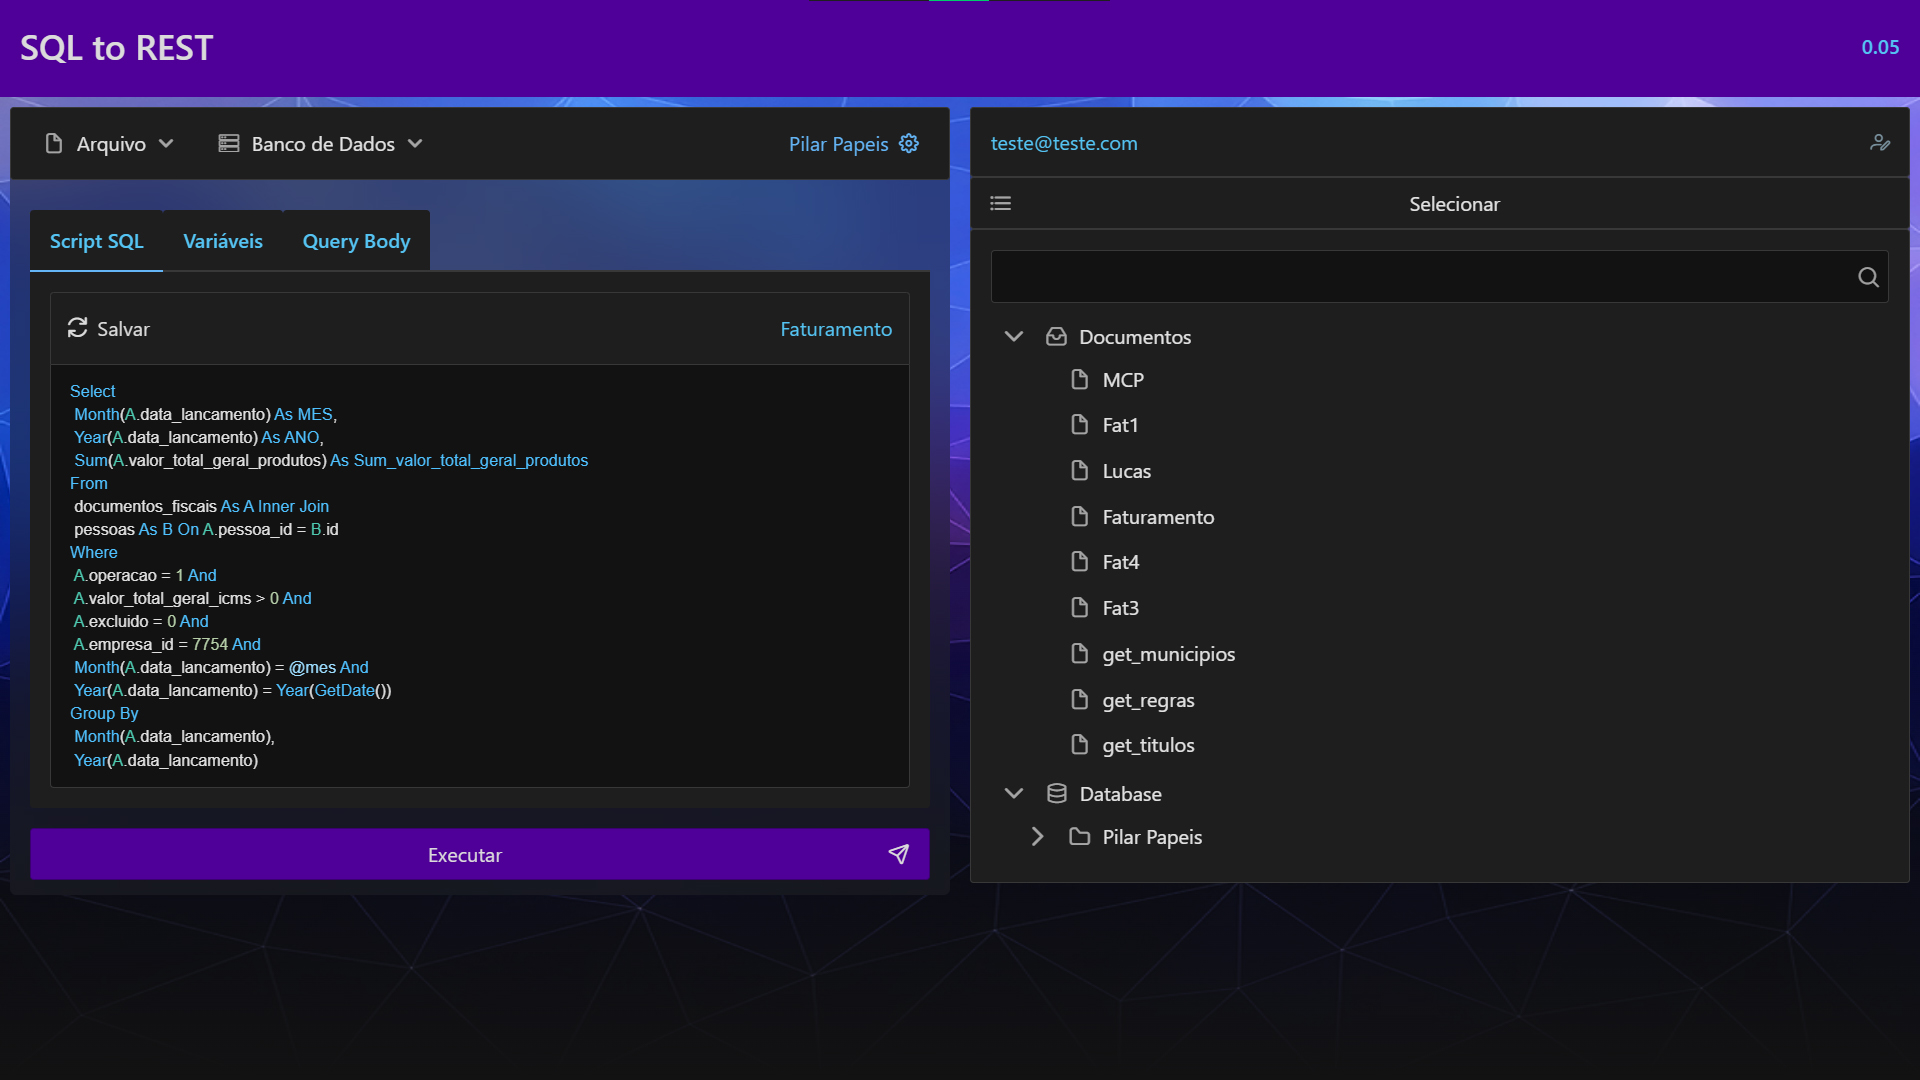 SQL to REST
0.05
Arquivo
Banco de Dados
Pilar Papeis
Script SQL
Variáveis
Query Body
Salvar
Faturamento
Select
Month(A.data_lancamento) As MES,
Year(A.data_lancamento) As ANO,
Sum(A.valor_total_geral_produtos) As Sum_valor_total_geral_produtos
From
documentos_fiscais As A Inner Join
pessoas As B On A.pessoa_id = B.id
Where
A.operacao = 1 And
A.valor_total_geral_icms > 0 And
A.excluido = 0 And
A.empresa_id = 7754 And
Month(A.data_lancamento) = @mes And
Year(A.data_lancamento) = Year(GetDate())
Group By
Month(A.data_lancamento),
Year(A.data_lancamento)
Executar
teste@teste.com
Selecionar
Documentos
MCP
Fat1
Lucas
Faturamento
Fat4
Fat3
get_municipios
get_regras
get_titulos
Database
Pilar Papeis